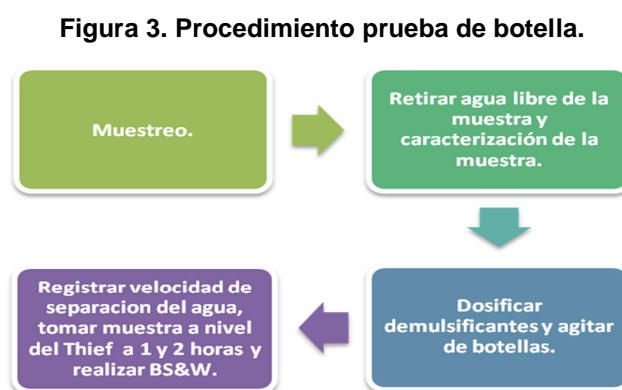 Figura 3. Procedimiento prueba de botella.
Muestreo.
Retirar agua libre de la
muestra y
caracterización de la
muestra.
Dosificar
demulsificantes y agitar
de botellas.
Registrar velocidad de
separacion del agua,
tomar muestra a nivel
del Thief a 1 y 2 horas y
realizar BS&W.